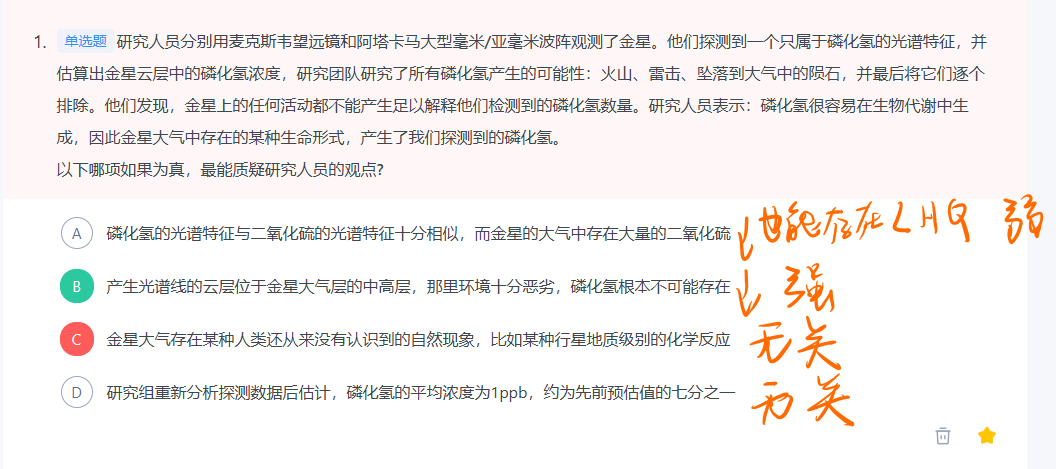 1. 单选题 研究人员分别用麦克斯韦望远镜和阿塔卡马大型毫米/亚毫米波阵观测了金星。他们探测到一个只属于磷化氢的光谱特征，并
估算出金星云层中的磷化氢浓度，研究团队研究了所有磷化氢产生的可能性：火山、雷击、坠落到大气中的陨石，并最后将它们逐个
排除。他们发现，金星上的任何活动都不能产生足以解释他们检测到的磷化氢数量。研究人员表示：磷化氢很容易在生物代谢中生
成，因此金星大气中存在的某种生命形式，产生了我们探测到的磷化氢。
以下哪项如果为真，最能质疑研究人员的观点?
A 磷化氢的光谱特征与二氧化硫的光谱特征十分相似，而金星的大气中存在大量的二氧化硫 也能存在LHQ 弱
B 产生光谱线的云层位于金星大气层的中高层，那里环境十分恶劣，磷化氢根本不可能存在 强
C 金星大气存在某种人类还从来没有认识到的自然现象，比如某种行星地质级别的化学反应 无关
D 研究组重新分析探测数据后估计，磷化氢的平均浓度为1ppb，约为先前预估值的七分之一 无关